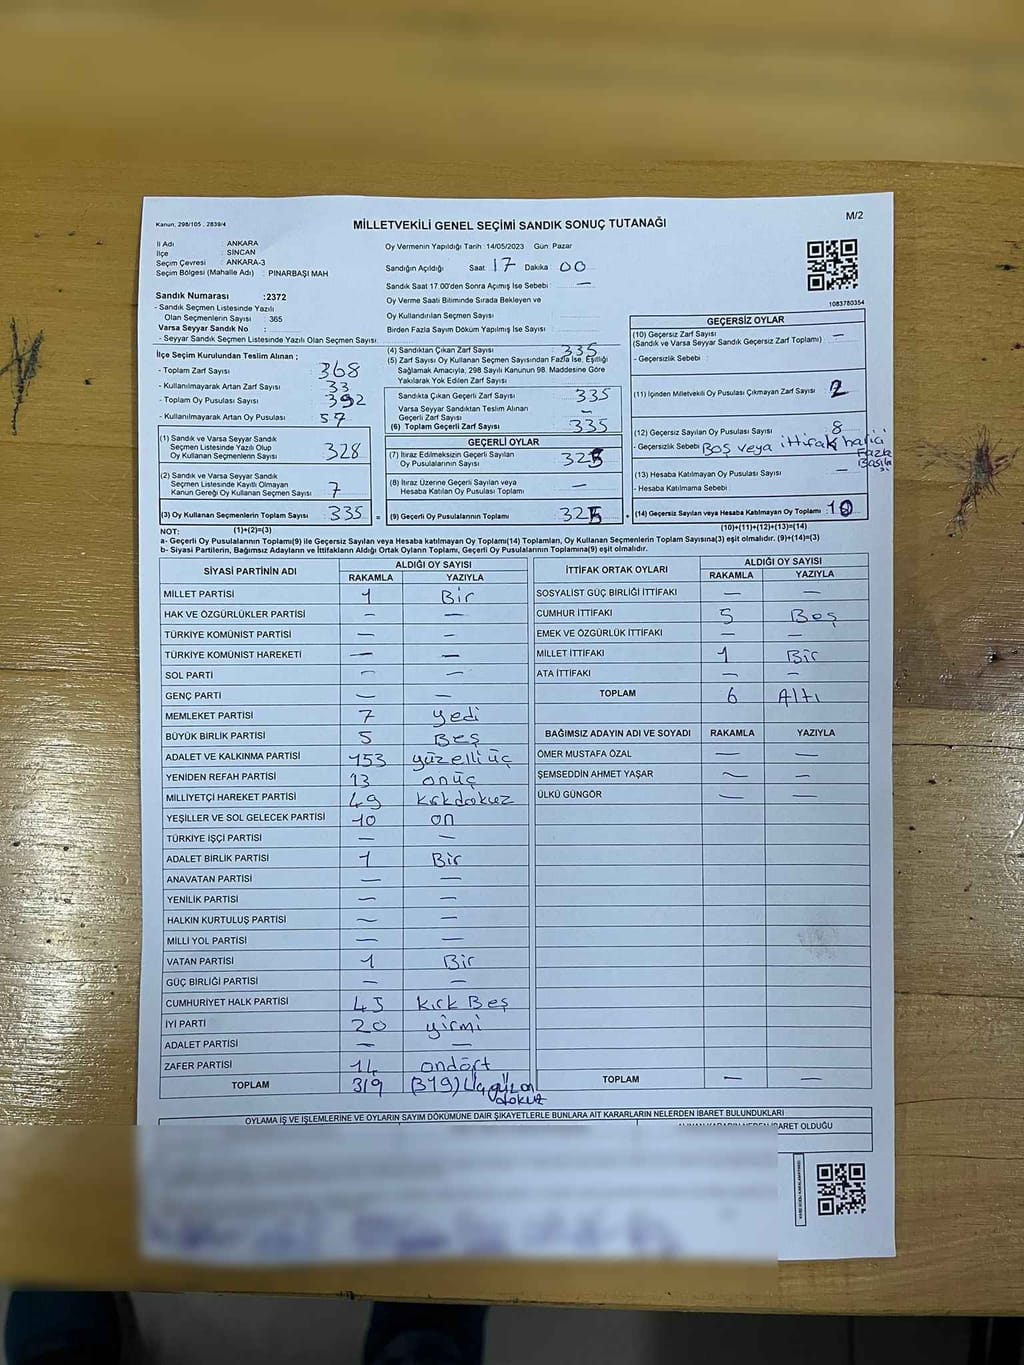 Kanun: 298/105 . 2839/4
MİLLETVEKİLİ GENEL SEÇİMİ SANDIK SONUÇ TUTANAĞI
M/2
İl Adı : ANKARA
İlçe : SİNCAN
Seçim Çevresi : ANKARA-3
Seçim Bölgesi (Mahalle Adı) : PINARBAŞI MAH
Oy Vermenin Yapıldığı Tarih :14/05/2023 Gün: Pazar
Sandığın Açıldığı Saat 17 Dakika 00
Sandık Saat 17.00'den Sonra Açımış İse Sebebi : —
Oy Verme Saati Bitiminde Sırada Bekleyen ve
Oy Kullandırılan Seçmen Sayısı :
Birden Fazla Sayım Döküm Yapılmış İse Sayısı :
1083780354
Sandık Numarası :2372
- Sandık Seçmen Listesinde Yazılı
Olan Seçmenlerin Sayısı : 365
Varsa Seyyar Sandık No :
- Seyyar Sandık Seçmen Listesinde Yazılı Olan Seçmen Sayısı:
İlçe Seçim Kurulundan Teslim Alınan ;
- Toplam Zarf Sayısı : 368
- Kullanılmayarak Artan Zarf Sayısı : 33
- Toplam Oy Pusulası Sayısı : 392
- Kullanılmayarak Artan Oy Pusulası : 57
(1) Sandık ve Varsa Seyyar Sandık
Seçmen Listesinde Yazılı Olup
Oy Kullanan Seçmenlerin Sayısı : 328
(2) Sandık ve Varsa Seyyar Sandık
Seçmen Listesinde Kayıtlı Olmayan
Kanun Gereği Oy Kullanan Seçmen Sayısı : 7
(3) Oy Kullanan Seçmenlerin Toplam Sayısı : 335
(1)+(2)=(3)
(4) Sandıktan Çıkan Zarf Sayısı : 335
(5) Zarf Sayısı Oy Kullanan Seçmen Sayısından Fazla İse, Eşitliği
Sağlamak Amacıyla, 298 Sayılı Kanunun 98. Maddesine Göre
Yakılarak Yok Edilen Zarf Sayısı :
Sandıkta Çıkan Geçerli Zarf Sayısı : 335
Varsa Seyyar Sandıktan Teslim Alınan
Geçerli Zarf Sayısı : —
(6) Toplam Geçerli Zarf Sayısı : 335
GEÇERLİ OYLAR
(7) İtiraz Edilmeksizin Geçerli Sayılan
Oy Pusulalarının Sayısı : 325
(8) İtiraz Üzerine Geçerli Sayılan veya
Hesaba Katılan Oy Pusulası Toplamı : —
= (9) Geçerli Oy Pusulalarının Toplamı : 325 +
GEÇERSİZ OYLAR
(10) Geçersiz Zarf Sayısı : —
(Sandık ve Varsa Seyyar Sandık Geçersiz Zarf Toplamı)
- Geçersizlik Sebebi :
(11) İçinden Milletvekili Oy Pusulası Çıkmayan Zarf Sayısı : 2
(12) Geçersiz Sayılan Oy Pusulası Sayısı : 8
- Geçersizlik Sebebi Boş veya ittifak harici
Fazla
Basılı
(13) Hesaba Katılmayan Oy Pusulası Sayısı : —
- Hesaba Katılmama Sebebi :
(14) Geçersiz Sayılan veya Hesaba Katılmayan Oy Toplamı : 10
(10)+(11)+(12)+(13)=(14)
NOT:
a- Geçerli Oy Pusulalarının Toplamı(9) ile Geçersiz Sayılan veya Hesaba katılmayan Oy Toplamı(14) Toplamları, Oy Kullanan Seçmenlerin Toplam Sayısına(3) eşit olmalıdır. (9)+(14)=(3)
b- Siyasi Partilerin, Bağımsız Adayların ve İttifakların Aldığı Ortak Oyların Toplamı, Geçerli Oy Pusulalarının Toplamına(9) eşit olmalıdır.
SİYASİ PARTİNİN ADI ALDIĞI OY SAYISI
RAKAMLA YAZIYLA
MİLLET PARTİSİ 1 Bir
HAK VE ÖZGÜRLÜKLER PARTİSİ — —
TÜRKİYE KOMÜNİST PARTİSİ — —
TÜRKİYE KOMÜNİST HAREKETİ — —
SOL PARTİ — —
GENÇ PARTİ — —
MEMLEKET PARTİSİ 7 yedi
BÜYÜK BİRLİK PARTİSİ 5 Beş
ADALET VE KALKINMA PARTİSİ 153 yüzelliüç
YENİDEN REFAH PARTİSİ 13 onüç
MİLLİYETÇİ HAREKET PARTİSİ 49 kırkdokuz
YEŞİLLER VE SOL GELECEK PARTİSİ 10 on
TÜRKİYE İŞÇİ PARTİSİ — —
ADALET BİRLİK PARTİSİ 1 Bir
ANAVATAN PARTİSİ — —
YENİLİK PARTİSİ — —
HALKIN KURTULUŞ PARTİSİ — —
MİLLİ YOL PARTİSİ — —
VATAN PARTİSİ 1 Bir
GÜÇ BİRLİĞİ PARTİSİ — —
CUMHURİYET HALK PARTİSİ 45 kırk Beş
İYİ PARTİ 20 yirmi
ADALET PARTİSİ — —
ZAFER PARTİSİ 14 ondört
TOPLAM 319 (319) Üçyüzon
dokuz
İTTİFAK ORTAK OYLARI ALDIĞI OY SAYISI
RAKAMLA YAZIYLA
SOSYALİST GÜÇ BİRLİĞİ İTTİFAKI — —
CUMHUR İTTİFAKI 5 Beş
EMEK VE ÖZGÜRLÜK İTTİFAKI — —
MİLLET İTTİFAKI 1 Bir
ATA İTTİFAKI — —
TOPLAM 6 Altı
BAĞIMSIZ ADAYIN ADI VE SOYADI RAKAMLA YAZIYLA
ÖMER MUSTAFA ÖZAL — —
ŞEMSEDDİN AHMET YAŞAR — —
ÜLKÜ GÜNGÖR — —
TOPLAM — —
OYLAMA İŞ VE İŞLEMLERİNE VE OYLARIN SAYIM DÖKÜMÜNE DAİR ŞİKAYETLERLE BUNLARA AİT KARARLARIN NELERDEN İBARET BULUNDUKLARI
ALINAN KARARIN NEDEN İBARET OLDUĞU